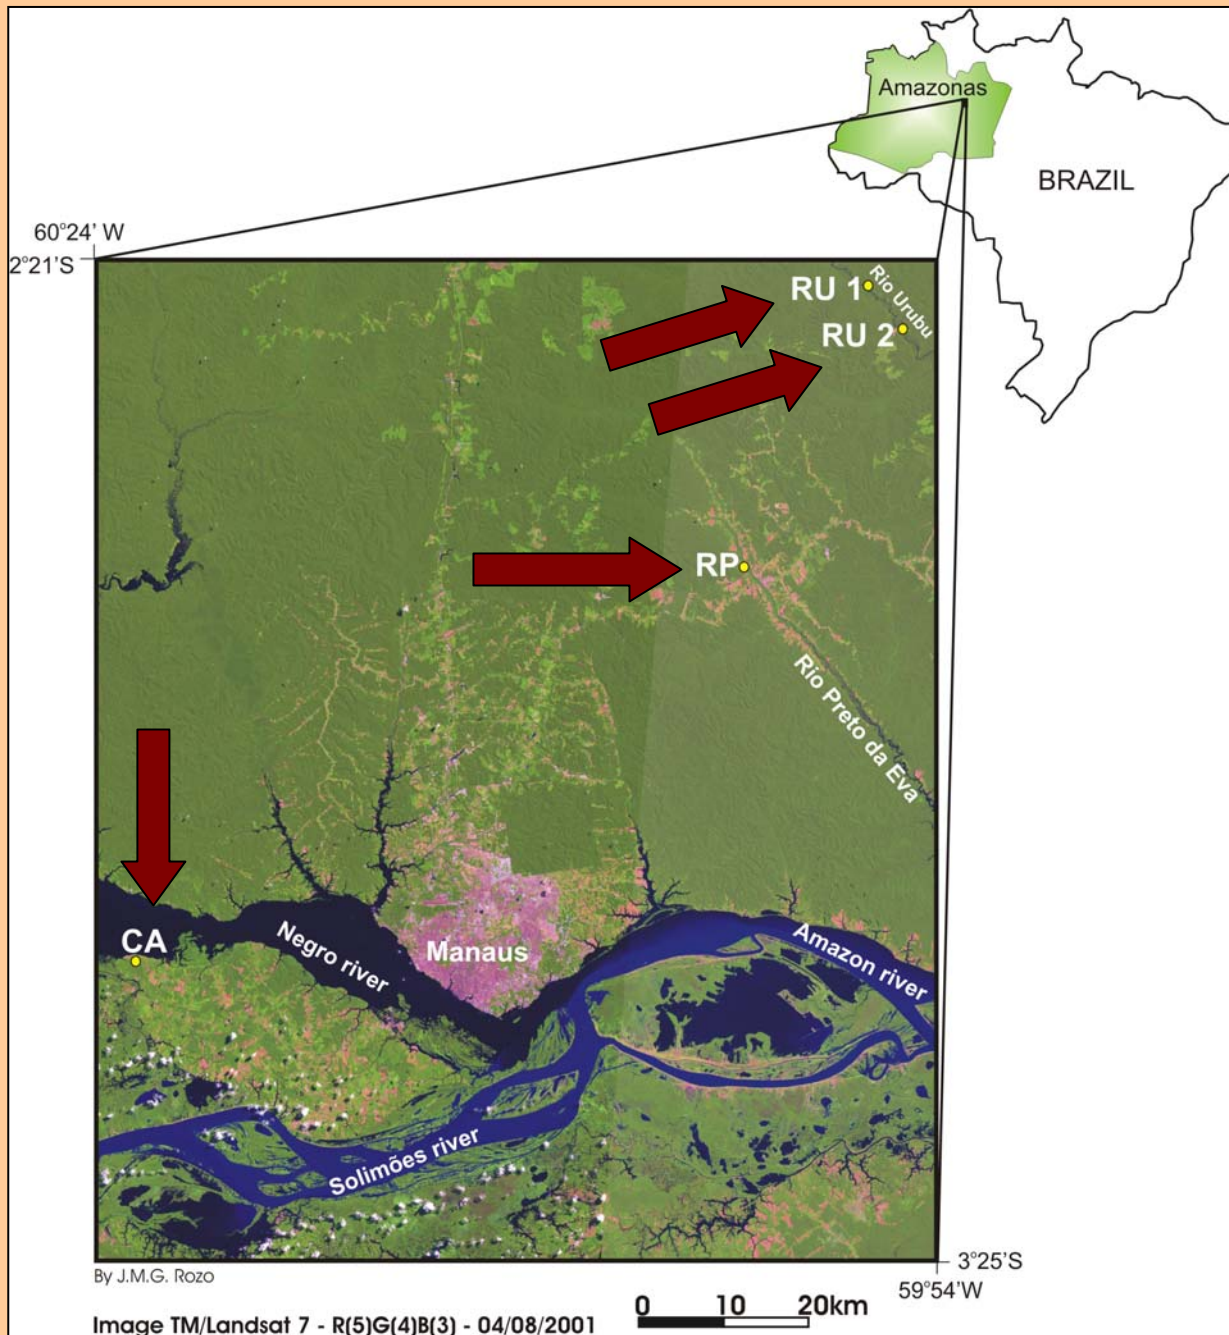 Amazonas
BRAZIL
60°24' W
2°21'S
RU 1
Rio Urubu
RU 2
RP
Rio Preto da Eva
CA
Negro river
Manaus
Amazon river
Solimões river
3°25'S
59°54'W
By J.M.G. Rozo
0 10 20km
Image TM/Landsat 7 - R(5)G(4)B(3) - 04/08/2001